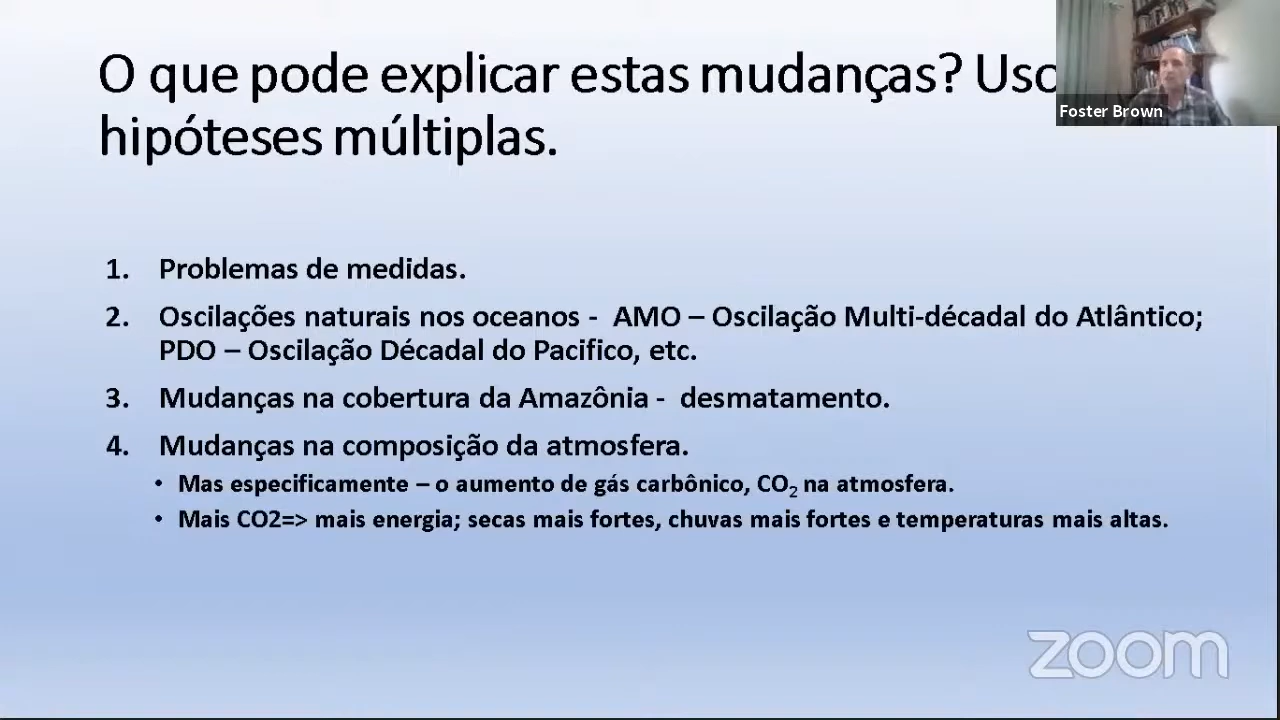 O que pode explicar estas mudanças? Uso
hipóteses múltiplas.
Foster Brown
1. Problemas de medidas.
2. Oscilações naturais nos oceanos - AMO – Oscilação Multi-décadal do Atlântico;
PDO – Oscilação Décadal do Pacifico, etc.
3. Mudanças na cobertura da Amazônia - desmatamento.
4. Mudanças na composição da atmosfera.
• Mas especificamente – o aumento de gás carbônico, CO₂ na atmosfera.
• Mais CO2=> mais energia; secas mais fortes, chuvas mais fortes e temperaturas mais altas.
zoom